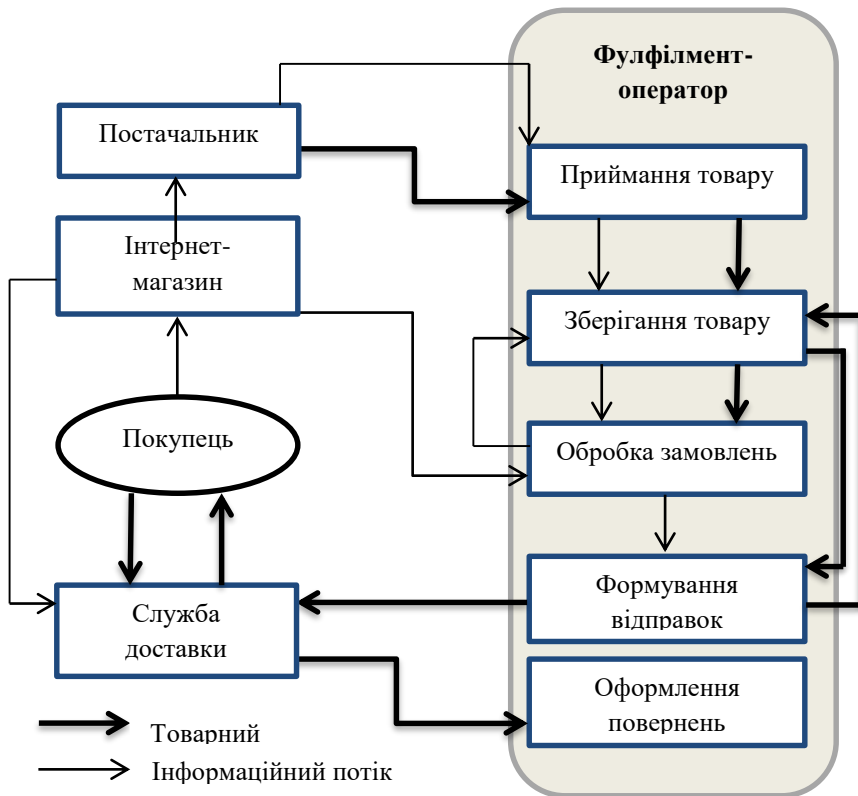 Фулфілмент-
оператор
Постачальник
Приймання товару
Інтернет-
магазин
Зберігання товару
Покупець
Обробка замовлень
Служба
доставки
Формування
відправок
Оформлення
повернень
Товарний
Інформаційний потік